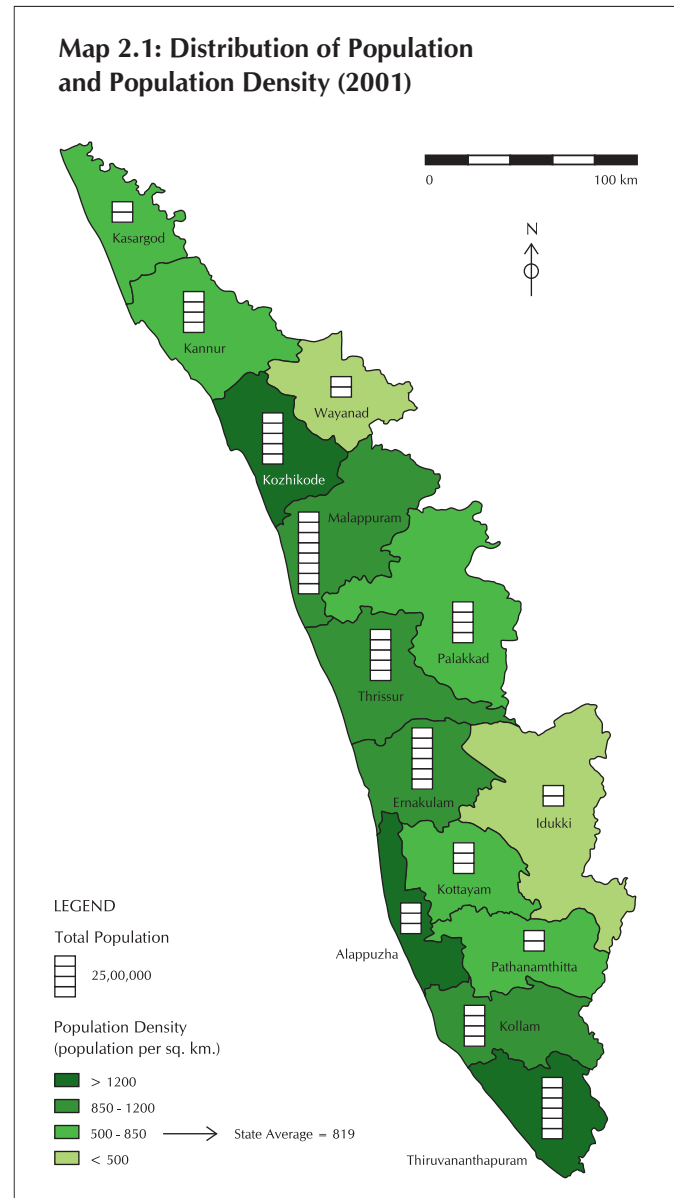 Map 2.1: Distribution of Population
and Population Density (2001)
0 100 km
N
Kasargod
Kannur
Wayanad
Kozhikode
Malappuram
Palakkad
Thrissur
Ernakulam
Idukki
Kottayam
Alappuzha
Pathanamthitta
Kollam
Thiruvananthapuram
LEGEND
Total Population
25,00,000
Population Density
(population per sq. km.)
> 1200
850 - 1200
500 - 850 State Average = 819
< 500